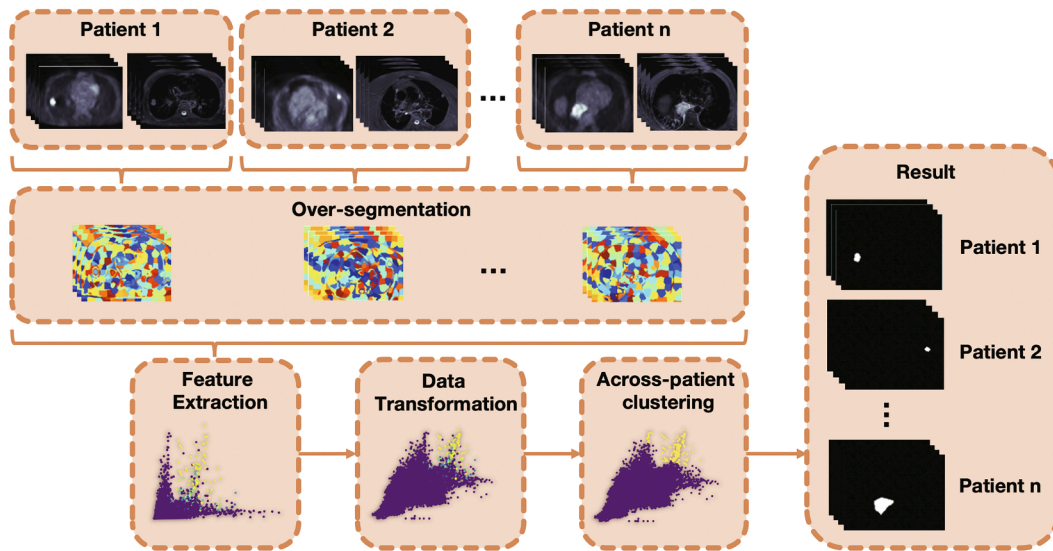 Patient 1
Patient 2
...
Patient n
Over-segmentation
...
Feature
Extraction
Data
Transformation
Across-patient
clustering
Result
Patient 1
Patient 2
...
Patient n